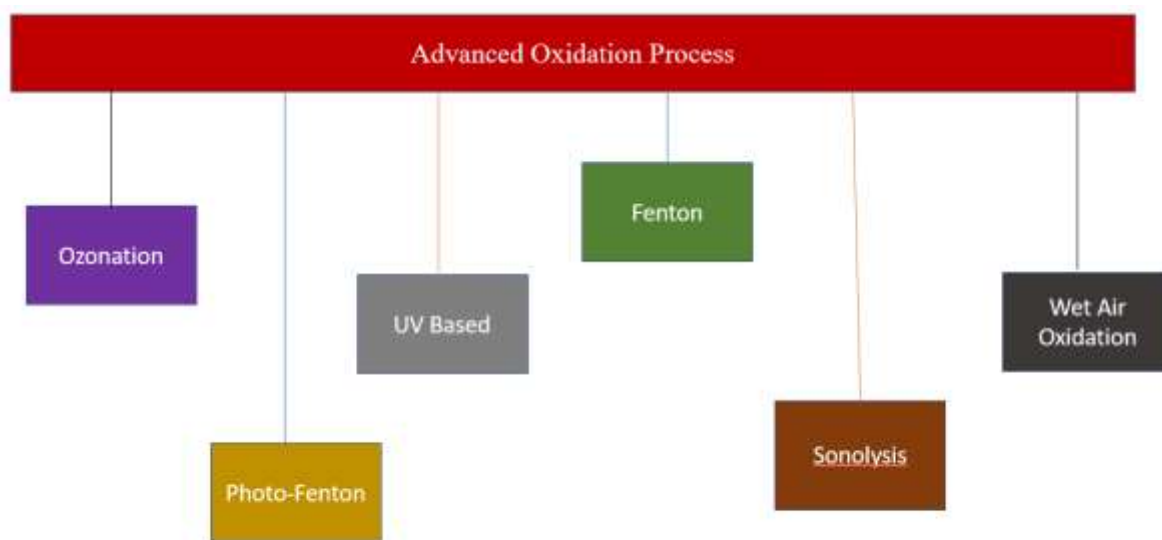 Advanced Oxidation Process
Ozonation
Photo-Fenton
UV Based
Fenton
Sonolysis
Wet Air
Oxidation